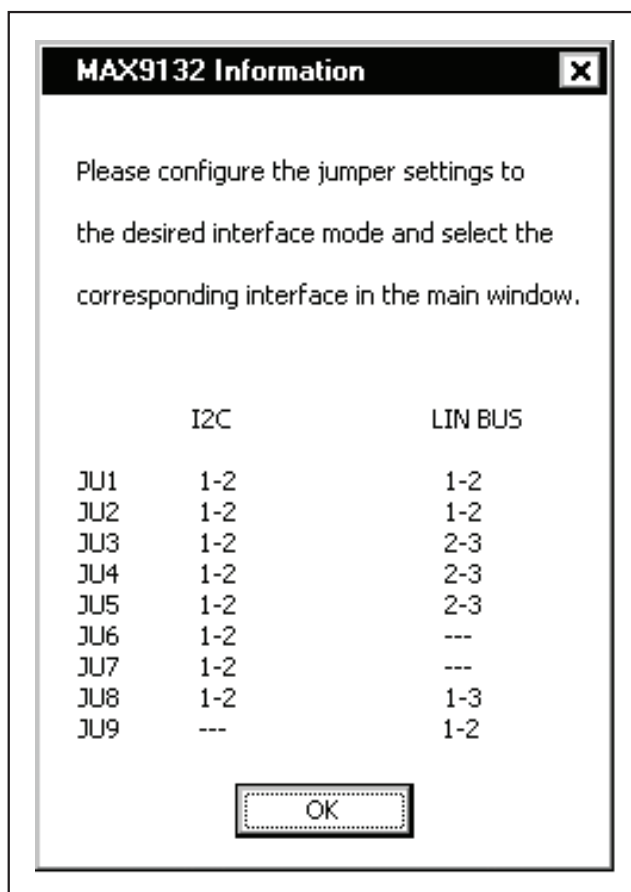 MAX9132 Information
Please configure the jumper settings to
the desired interface mode and select the
corresponding interface in the main window.
I2C LIN BUS
JU1 1-2 1-2
JU2 1-2 1-2
JU3 1-2 2-3
JU4 1-2 2-3
JU5 1-2 2-3
JU6 1-2 ---
JU7 1-2 ---
JU8 1-2 1-3
JU9 --- 1-2
OK